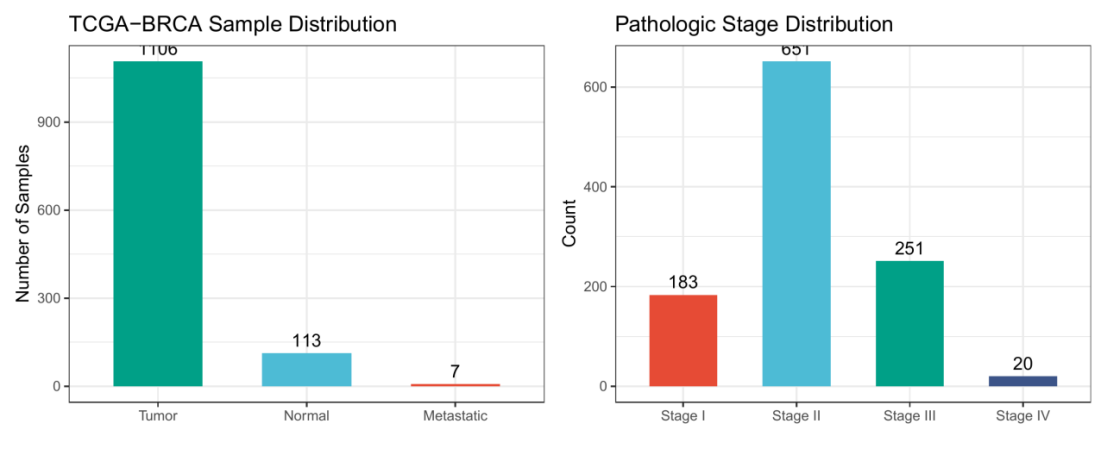 TCGA−BRCA Sample Distribution
1106
113
7
Number of Samples
900
600
300
0
Tumor
Normal
Metastatic
Pathologic Stage Distribution
651
183
251
20
Count
600
400
200
0
Stage I
Stage II
Stage III
Stage IV